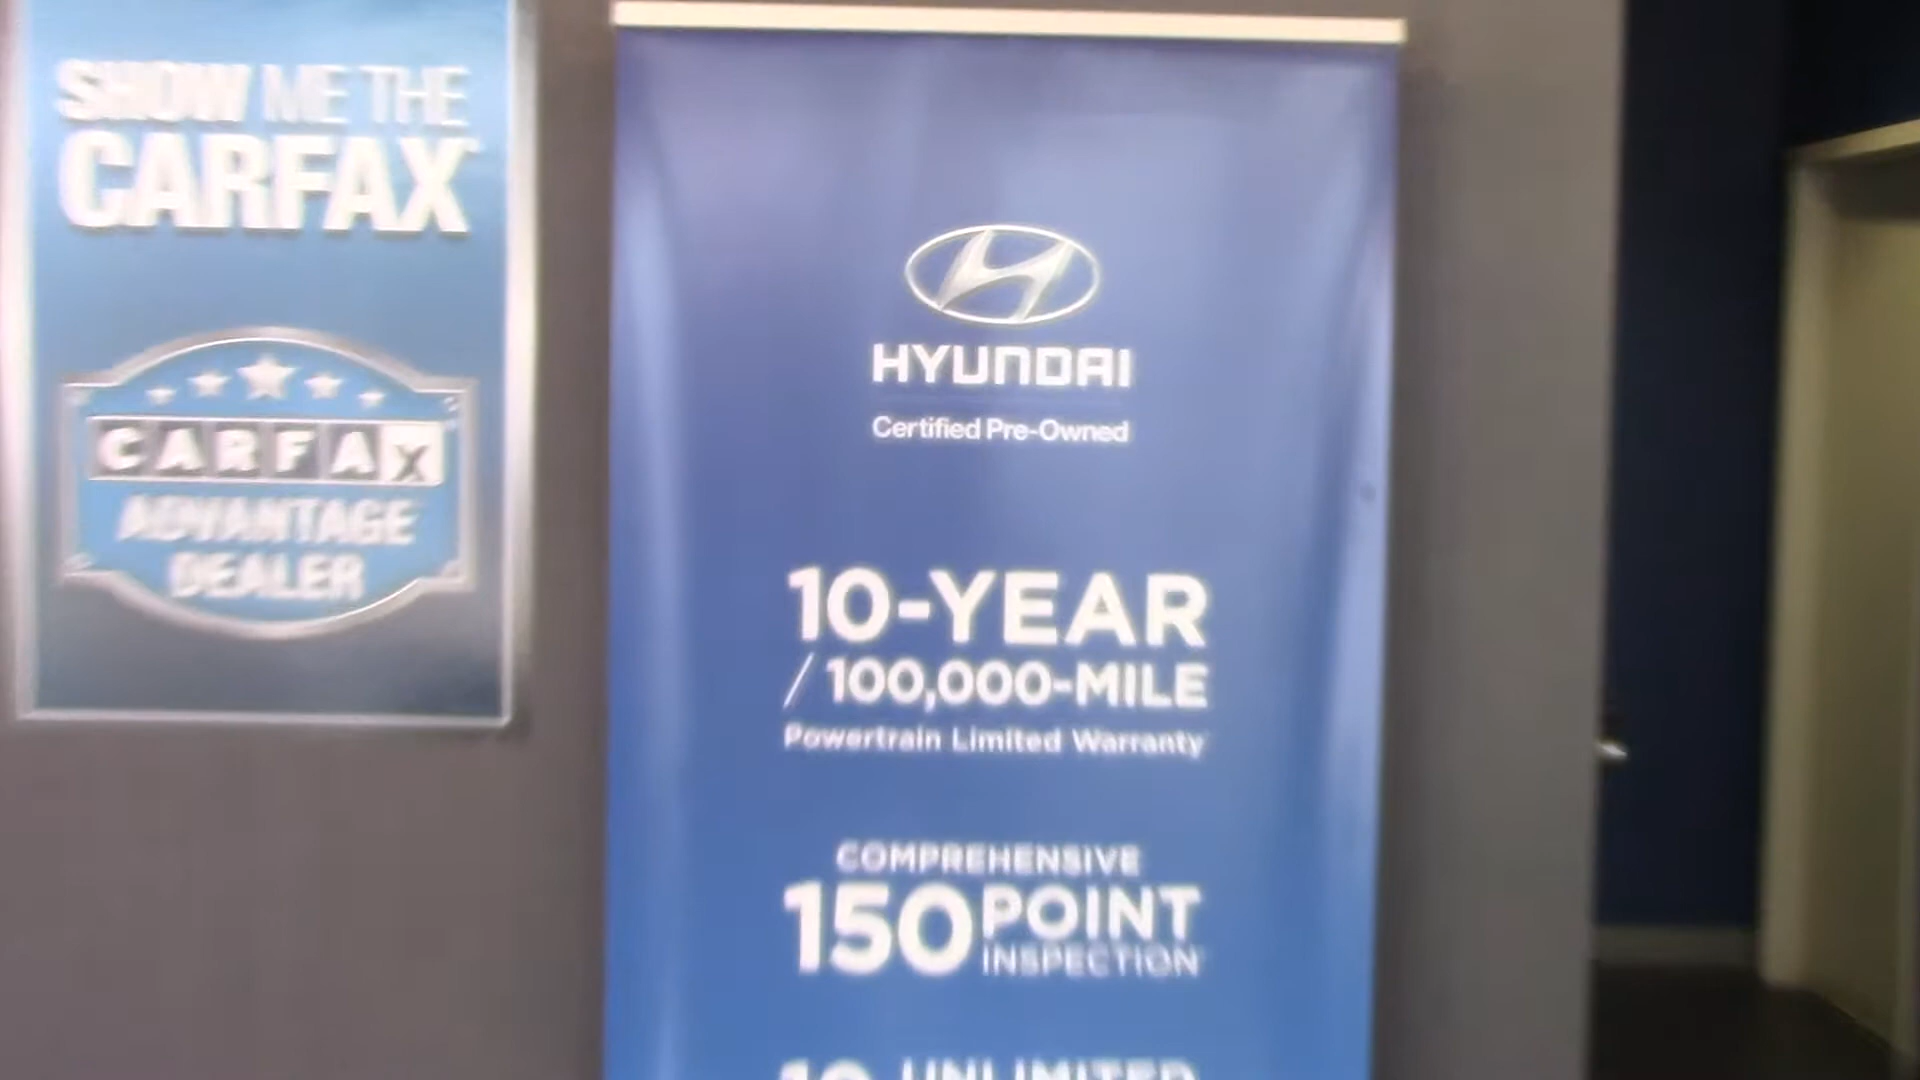 SHOW ME THE
CARFAX
CARFAX
ADVANTAGE
DEALER
HYUNDAI
Certified Pre-Owned
10-YEAR
/ 100,000-MILE
Powertrain Limited Warranty
COMPREHENSIVE
150 POINT
INSPECTION
UNLIMITED